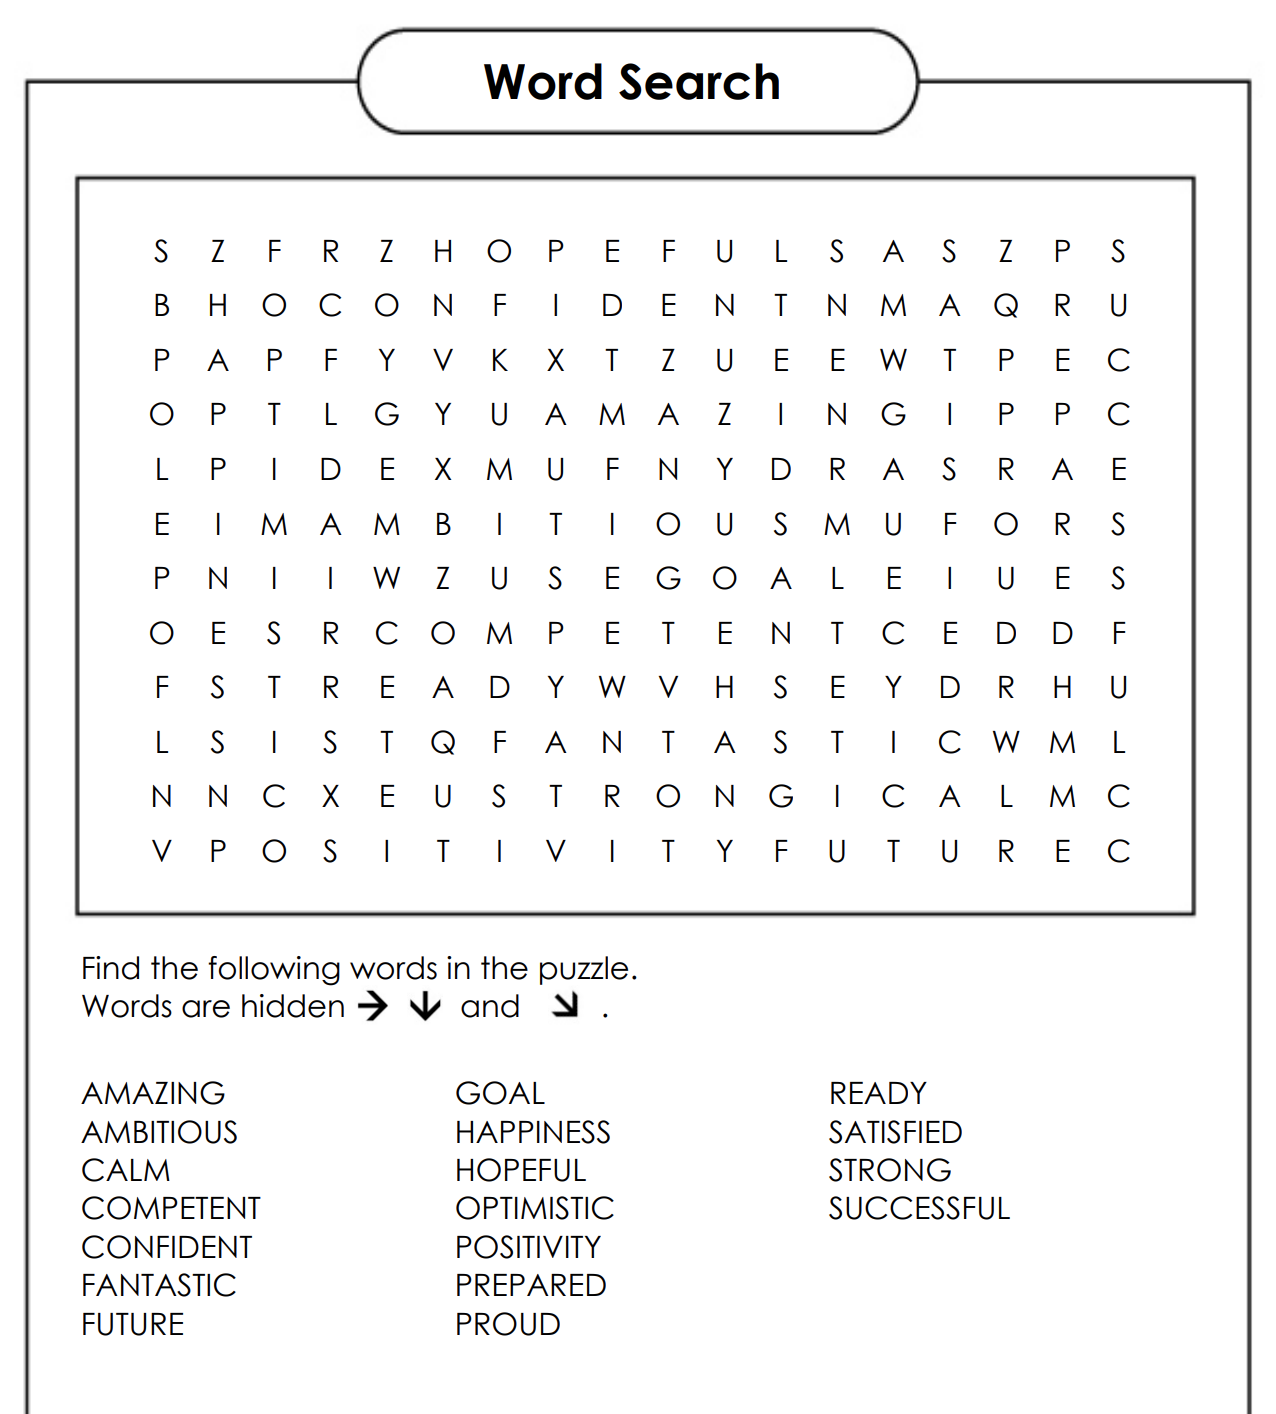 Word Search
S Z F R Z H O P E F U L S A S Z P S
B H O C O N F I D E N T N M A Q R U
P A P F Y V K X T Z U E E W T P E C
O P T L G Y U A M A Z I N G I P P C
L P I D E X M U F N Y D R A S R A E
E I M A M B I T I O U S M U F O R S
P N I I W Z U S E G O A L E I U E S
O E S R C O M P E T E N T C E D D F
F S T R E A D Y W V H S E Y D R H U
L S I S T Q F A N T A S T I C W M L
N N C X E U S T R O N G I C A L M C
V P O S I T I V I T Y F U T U R E C
Find the following words in the puzzle.
Words are hidden → ↓ and ↘ .
AMAZING
AMBITIOUS
CALM
COMPETENT
CONFIDENT
FANTASTIC
FUTURE
GOAL
HAPPINESS
HOPEFUL
OPTIMISTIC
POSITIVITY
PREPARED
PROUD
READY
SATISFIED
STRONG
SUCCESSFUL